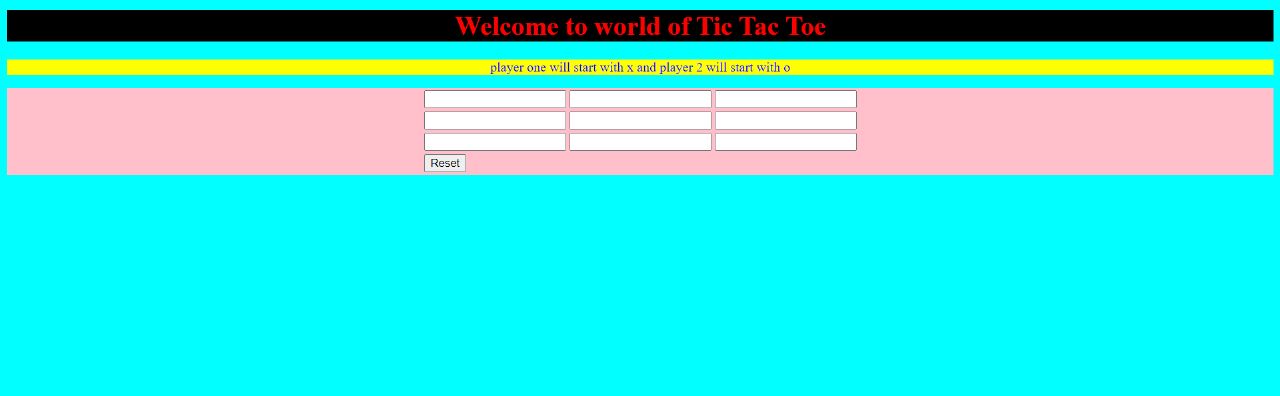 Welcome to world of Tic Tac Toe
player one will start with x and player 2 will start with o
Reset